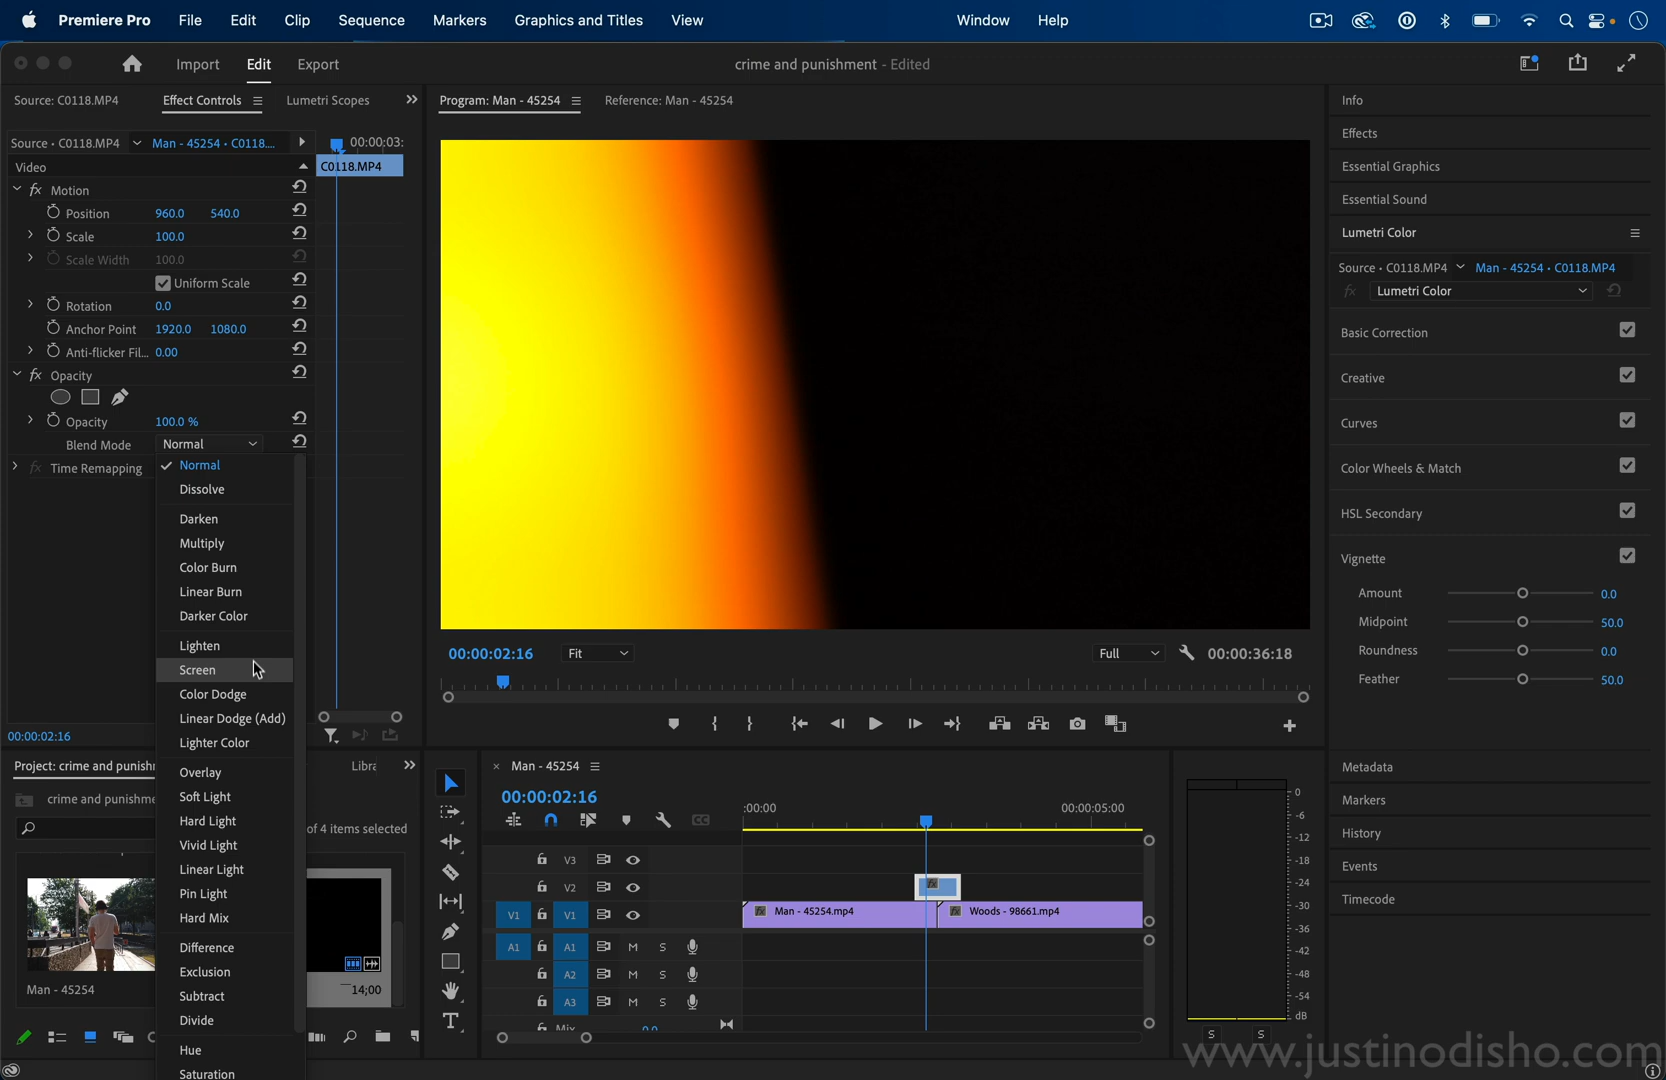 Premiere Pro File Edit Clip Sequence Markers Graphics and Titles View Window Help
Import Edit Export
crime and punishment - Edited
Source: C0118.MP4 Effect Controls Lumetri Scopes
Source • C0118.MP4 Man - 45254 • C0118.... 00:00:03:
Video C0118.MP4
fx Motion
Position 960.0 540.0
Scale 100.0
Scale Width 100.0
Uniform Scale
Rotation 0.0
Anchor Point 1920.0 1080.0
Anti-flicker Fil... 0.00
fx Opacity
Opacity 100.0 %
Blend Mode Normal
fx Time Remapping
Normal
Dissolve
Darken
Multiply
Color Burn
Linear Burn
Darker Color
Lighten
Screen
Color Dodge
Linear Dodge (Add)
Lighter Color
Overlay
Soft Light
Hard Light
Vivid Light
Linear Light
Pin Light
Hard Mix
Difference
Exclusion
Subtract
Divide
Hue
Saturation
00:00:02:16
Program: Man - 45254 Reference: Man - 45254
00:00:02:16 Fit Full 00:00:36:18
Info
Effects
Essential Graphics
Essential Sound
Lumetri Color
Source • C0118.MP4 Man - 45254 • C0118.MP4
fx Lumetri Color
Basic Correction
Creative
Curves
Color Wheels & Match
HSL Secondary
Vignette
Amount 0.0
Midpoint 50.0
Roundness 0.0
Feather 50.0
Metadata
Markers
History
Events
Timecode
Project: crime and punishm
Libra
crime and punishme
of 4 items selected
Man - 45254
14;00
× Man - 45254
00:00:02:16
:00:00 00:00:05:00
V3
V2 fx
V1 V1 fx Man - 45254.mp4 fx Woods - 98661.mp4
A1 A1 M S
A2 M S
A3 M S
Mix 0.0
0
-6
-12
-18
-24
-30
-36
-42
-48
-54
dB
S S
www.justinodisho.com